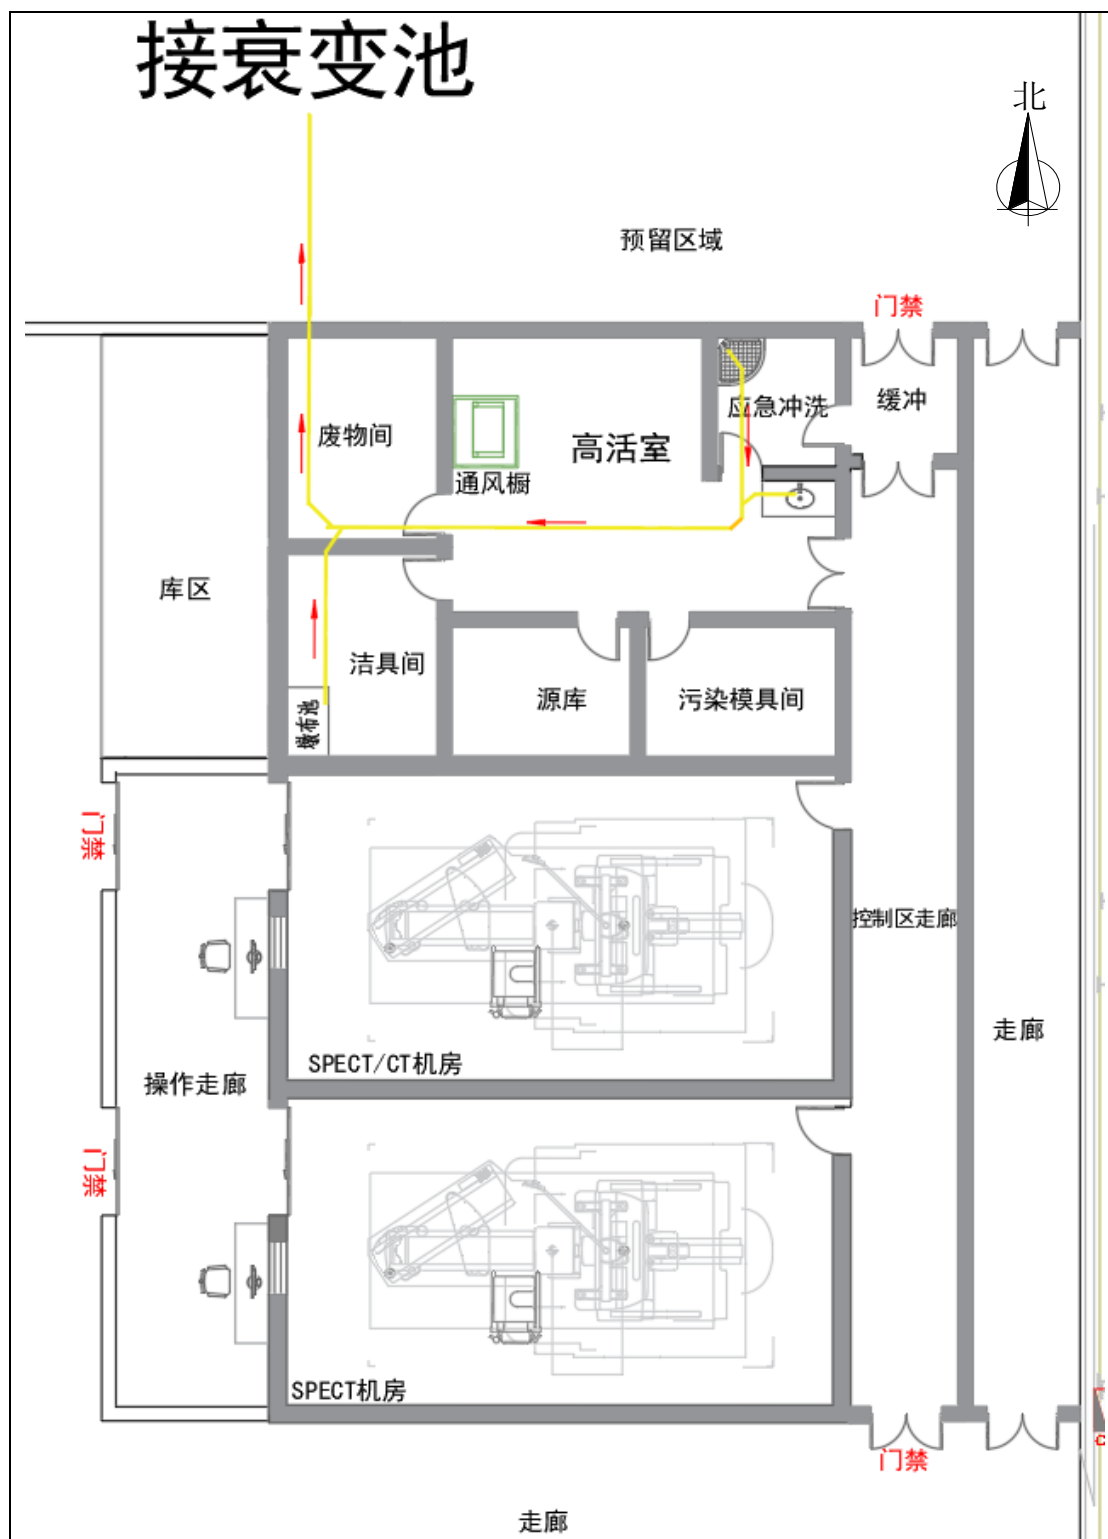 接衰变池
北
预留区域
门禁
应急冲洗
缓冲
废物间
高活室
通风橱
库区
洁具间
源库
污染模具间
墩布池
门禁
控制区走廊
走廊
SPECT/CT机房
操作走廊
门禁
SPECT机房
门禁
走廊